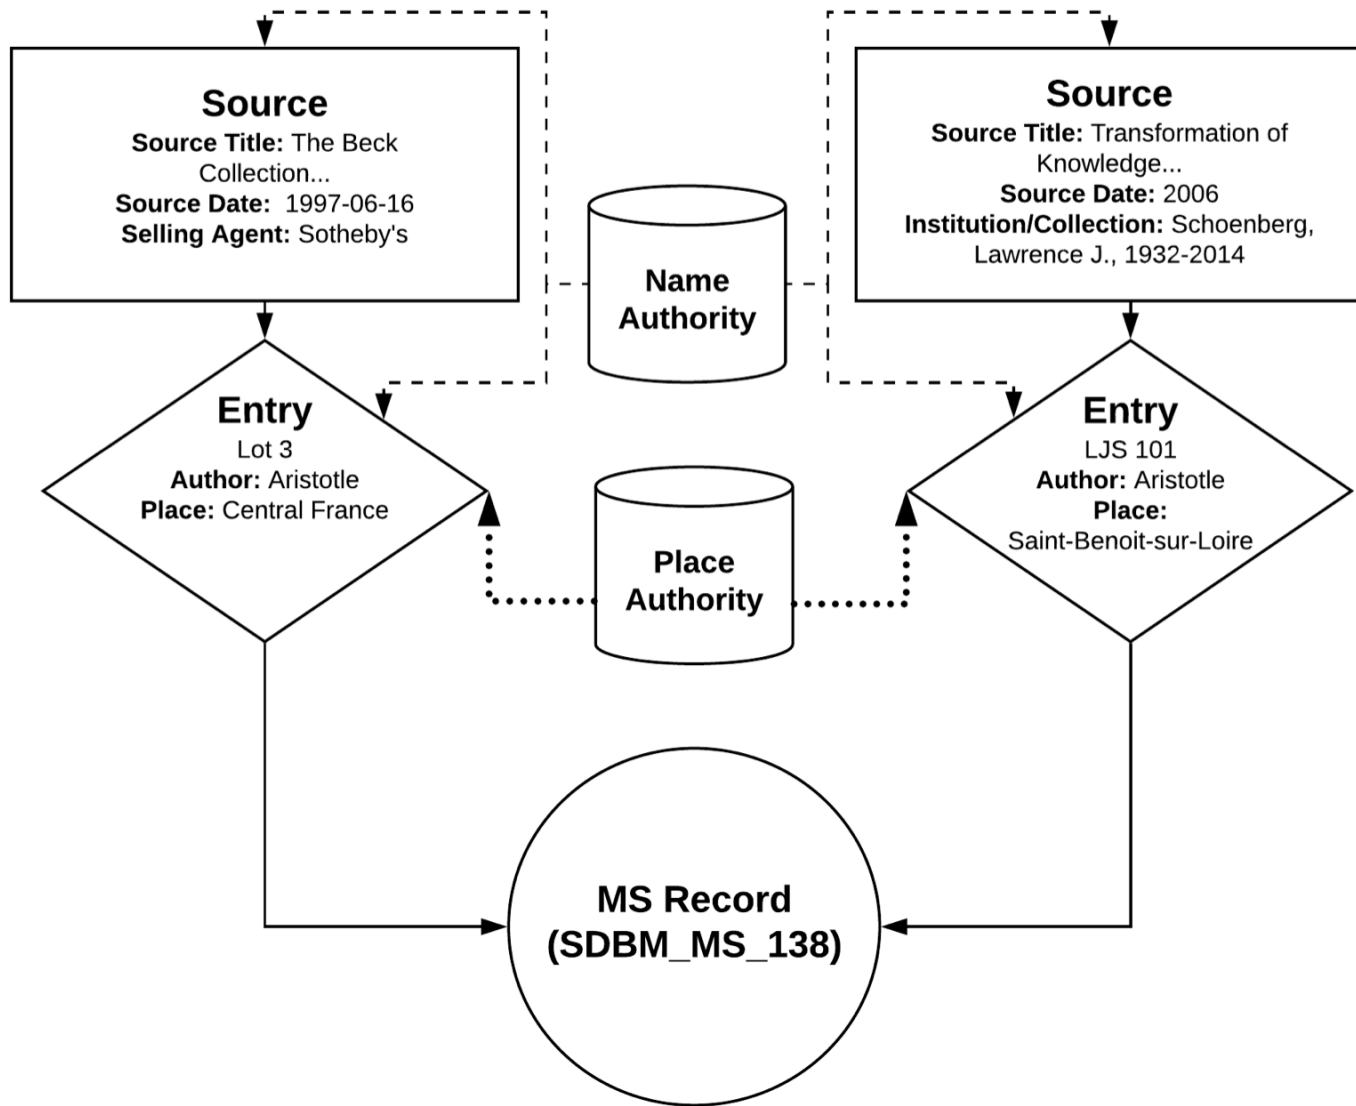 Source
Source Title: The Beck
Collection...
Source Date: 1997-06-16
Selling Agent: Sotheby's
Source
Source Title: Transformation of
Knowledge...
Source Date: 2006
Institution/Collection: Schoenberg,
Lawrence J., 1932-2014
Name
Authority
Entry
Lot 3
Author: Aristotle
Place: Central France
Entry
LJS 101
Author: Aristotle
Place:
Saint-Benoit-sur-Loire
Place
Authority
MS Record
(SDBM_MS_138)